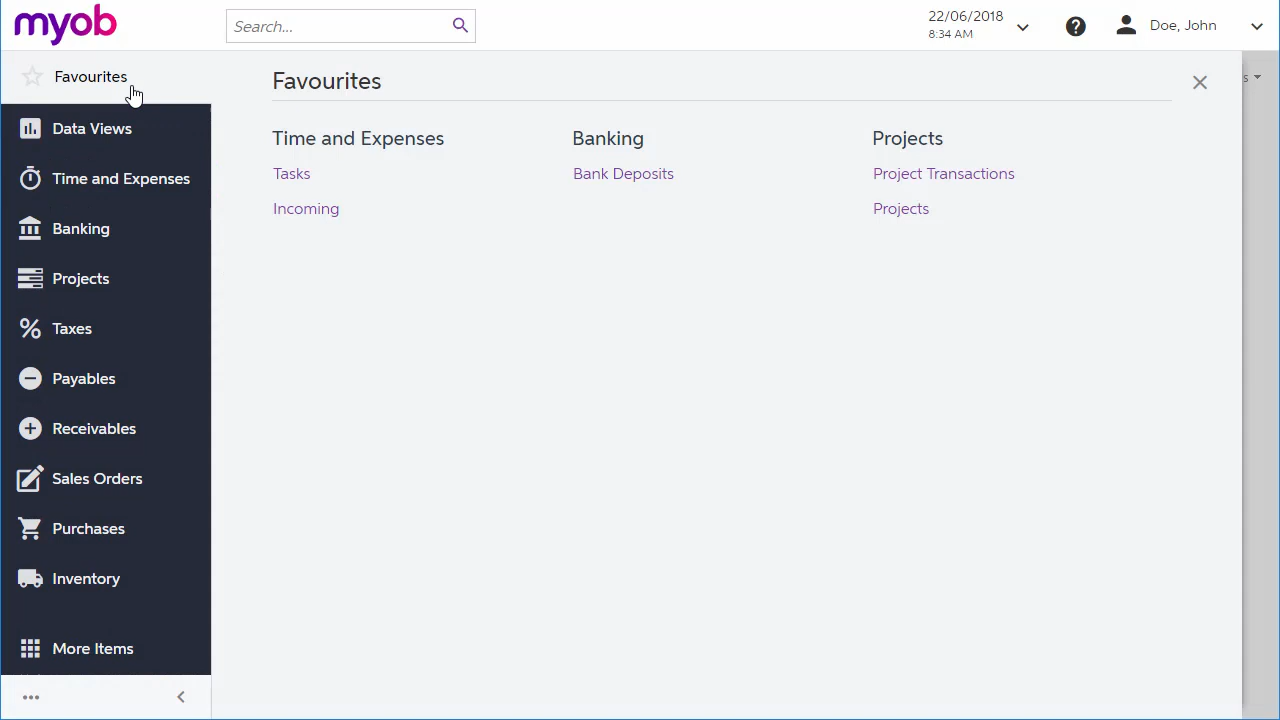 myob
Search...
22/06/2018
8:34 AM
Doe, John
Favourites
Data Views
Time and Expenses
Banking
Projects
Taxes
Payables
Receivables
Sales Orders
Purchases
Inventory
More Items
Favourites
Time and Expenses
Tasks
Incoming
Banking
Bank Deposits
Projects
Project Transactions
Projects